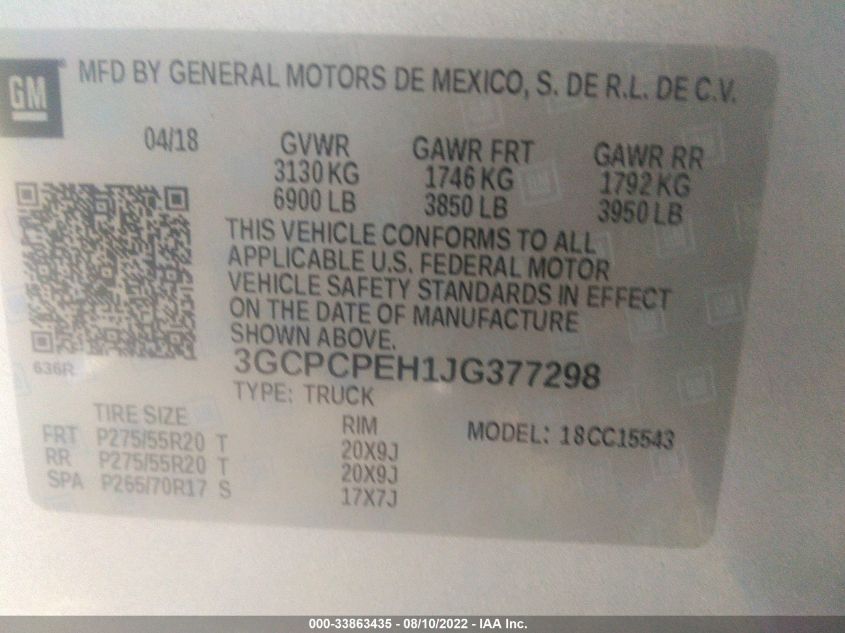 GM
MFD BY GENERAL MOTORS DE MEXICO, S. DE R.L. DE C.V.
04/18 GVWR GAWR FRT GAWR RR
3130 KG 1746 KG 1792 KG
6900 LB 3850 LB 3950 LB
THIS VEHICLE CONFORMS TO ALL
APPLICABLE U.S. FEDERAL MOTOR
VEHICLE SAFETY STANDARDS IN EFFECT
ON THE DATE OF MANUFACTURE
SHOWN ABOVE.
636R 3GCPCPEH1JG377298
TYPE: TRUCK
TIRE SIZE RIM MODEL: 18CC15543
FRT P275/55R20 T 20X9J
RR P275/55R20 T 20X9J
SPA P265/70R17 S 17X7J
000-33863435 - 08/10/2022 - IAA Inc.